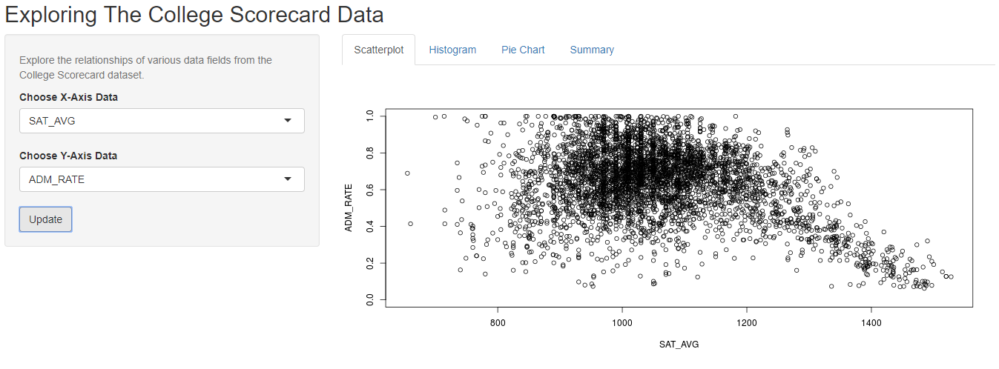 Exploring The College Scorecard Data
Explore the relationships of various data fields from the
College Scorecard dataset.
Choose X-Axis Data
SAT_AVG
Choose Y-Axis Data
ADM_RATE
Update
Scatterplot
Histogram
Pie Chart
Summary
ADM_RATE
1.0
0.8
0.6
0.4
0.2
0.0
800
1000
1200
1400
SAT_AVG